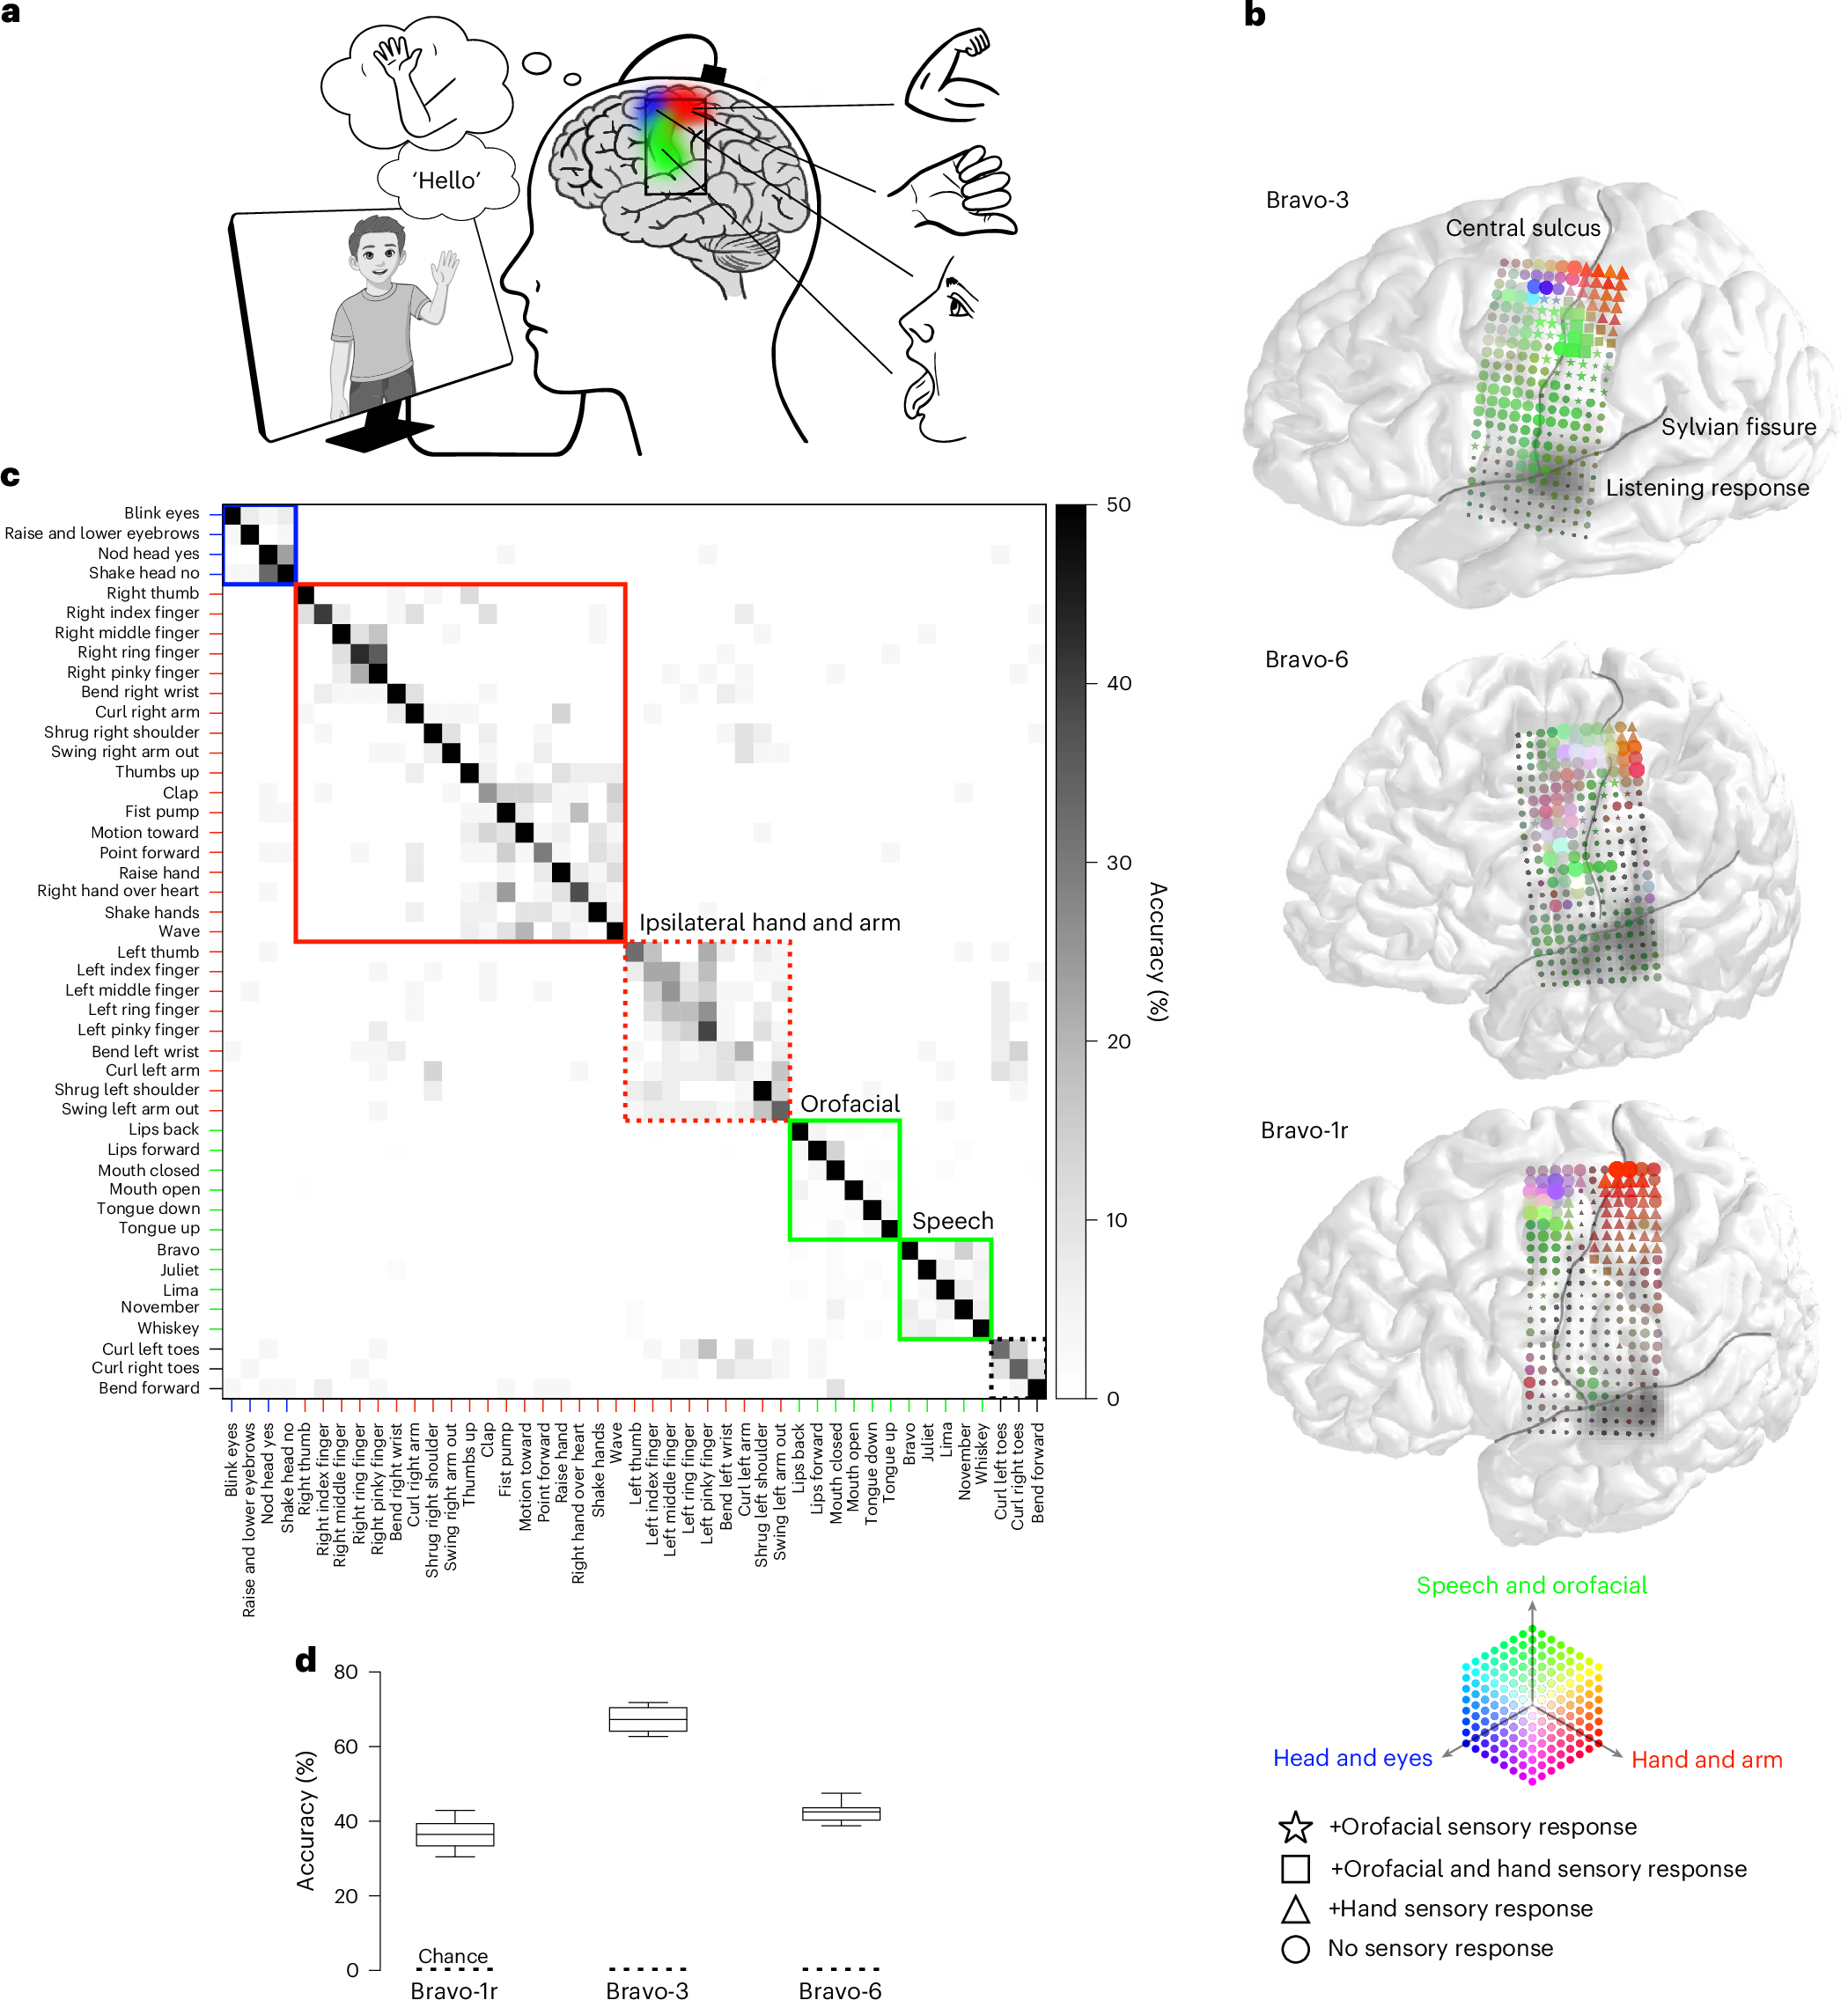 a
'Hello'
b
Bravo-3
Central sulcus
Sylvian fissure
Listening response
Bravo-6
Bravo-1r
Speech and orofacial
Head and eyes
Hand and arm
+Orofacial sensory response
+Orofacial and hand sensory response
+Hand sensory response
No sensory response
c
Blink eyes
Raise and lower eyebrows
Nod head yes
Shake head no
Right thumb
Right index finger
Right middle finger
Right ring finger
Right pinky finger
Bend right wrist
Curl right arm
Shrug right shoulder
Swing right arm out
Thumbs up
Clap
Fist pump
Motion toward
Point forward
Raise hand
Right hand over heart
Shake hands
Wave
Left thumb
Left index finger
Left middle finger
Left ring finger
Left pinky finger
Bend left wrist
Curl left arm
Shrug left shoulder
Swing left arm out
Lips back
Lips forward
Mouth closed
Mouth open
Tongue down
Tongue up
Bravo
Juliet
Lima
November
Whiskey
Curl left toes
Curl right toes
Bend forward
Ipsilateral hand and arm
Orofacial
Speech
50
40
30
20
10
0
Accuracy (%)
Blink eyes
Raise and lower eyebrows
Nod head yes
Shake head no
Right thumb
Right index finger
Right middle finger
Right ring finger
Right pinky finger
Bend right wrist
Curl right arm
Shrug right shoulder
Swing right arm out
Thumbs up
Clap
Fist pump
Motion toward
Point forward
Raise hand
Right hand over heart
Shake hands
Wave
Left thumb
Left index finger
Left middle finger
Left ring finger
Left pinky finger
Bend left wrist
Curl left arm
Shrug left shoulder
Swing left arm out
Lips back
Lips forward
Mouth closed
Mouth open
Tongue down
Tongue up
Bravo
Juliet
Lima
November
Whiskey
Curl left toes
Curl right toes
Bend forward
d
80
60
40
20
0
Accuracy (%)
Chance
Bravo-1r
Bravo-3
Bravo-6